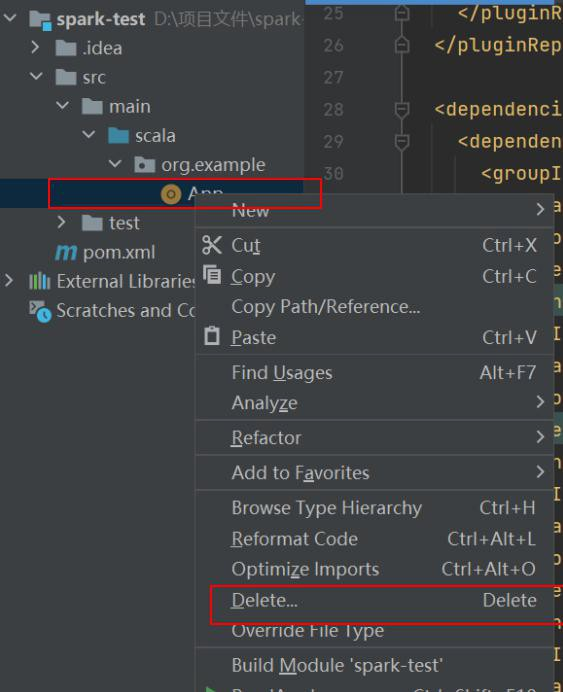 spark-test D:\项目文件\spark-
.idea
src
main
scala
org.example
App
test
pom.xml
External Libraries
Scratches and Co
25 </pluginR
26 </pluginRep
27
28 <dependenci
29 <dependen
30 <groupI
New
Cut Ctrl+X
Copy Ctrl+C
Copy Path/Reference...
Paste Ctrl+V
Find Usages Alt+F7
Analyze
Refactor
Add to Favorites
Browse Type Hierarchy Ctrl+H
Reformat Code Ctrl+Alt+L
Optimize Imports Ctrl+Alt+O
Delete... Delete
Override File Type
Build Module 'spark-test'